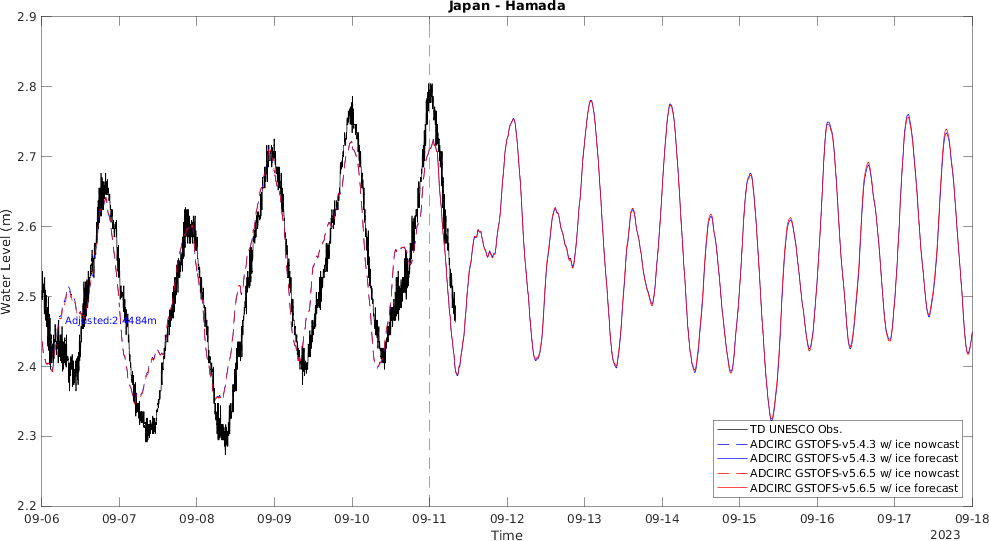 Japan - Hamada
2.9
2.8
2.7
2.6
2.5
2.4
2.3
2.2
Water Level (m)
TD UNESCO Obs.
ADCIRC GSTOFS-v5.4.3 w/ ice nowcast
ADCIRC GSTOFS-v5.4.3 w/ ice forecast
ADCIRC GSTOFS-v5.6.5 w/ ice nowcast
ADCIRC GSTOFS-v5.6.5 w/ ice forecast
09-06 09-07 09-08 09-09 09-10 09-11 09-12 09-13 09-14 09-15 09-16 09-17 09-18
Time
2023